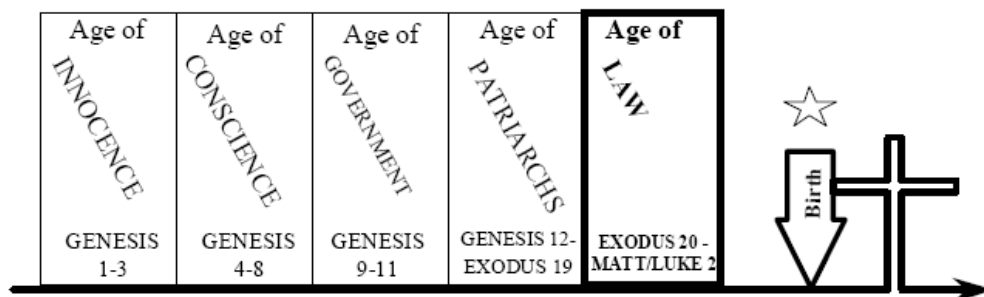 Age of
INNOCENCE
GENESIS
1-3
Age of
CONSCIENCE
GENESIS
4-8
Age of
GOVERNMENT
GENESIS
9-11
Age of
PATRIARCHS
GENESIS 12-
EXODUS 19
Age of
LAW
EXODUS 20 -
MATT/LUKE 2
Birth